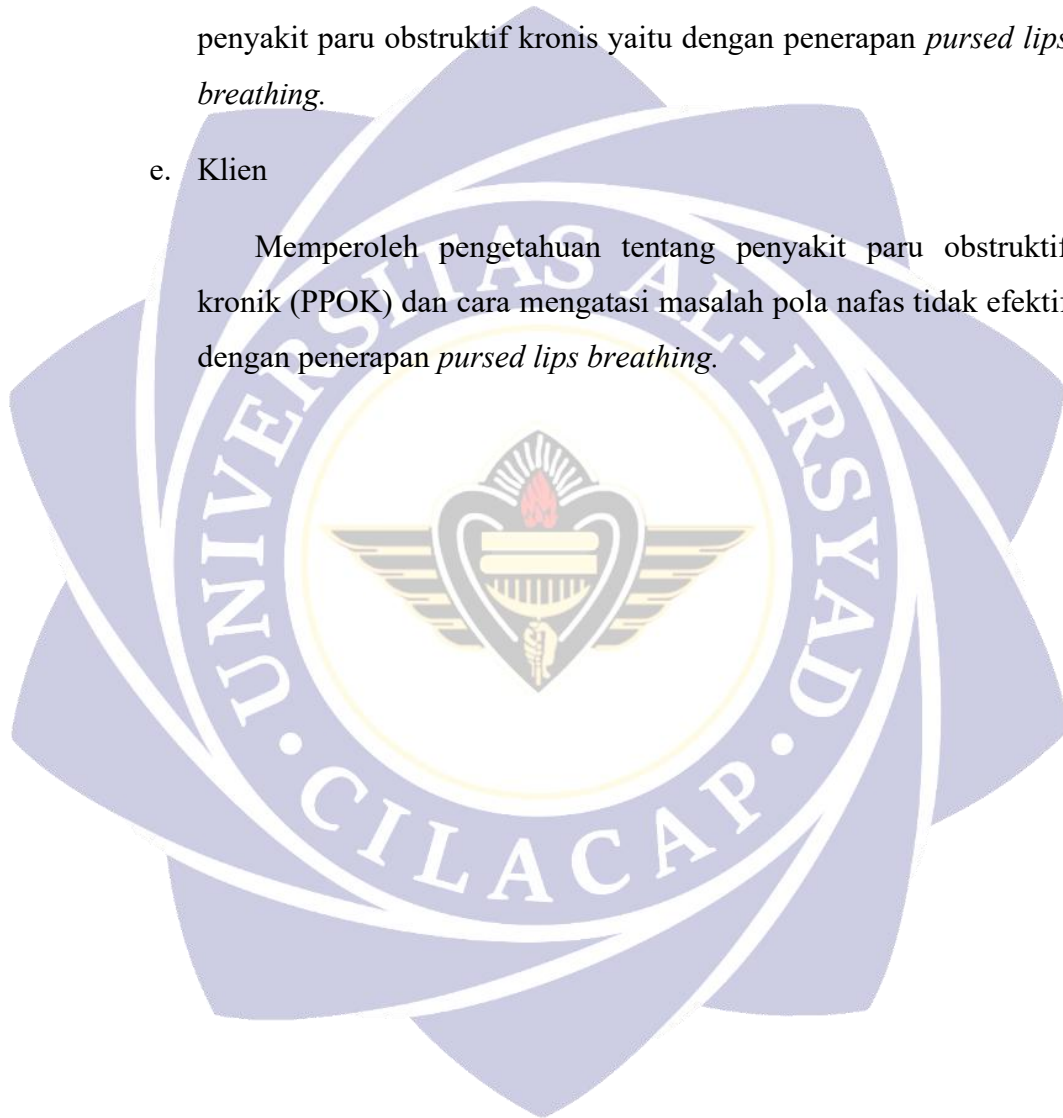 penyakit paru obstruktif kronis yaitu dengan penerapan pursed lips
breathing.
e. Klien
Memperoleh pengetahuan tentang penyakit paru obstruktif
kronik (PPOK) dan cara mengatasi masalah pola nafas tidak efektif
dengan penerapan pursed lips breathing.
UNIVERSITAS AL-IRSYAD
• CILACAP •